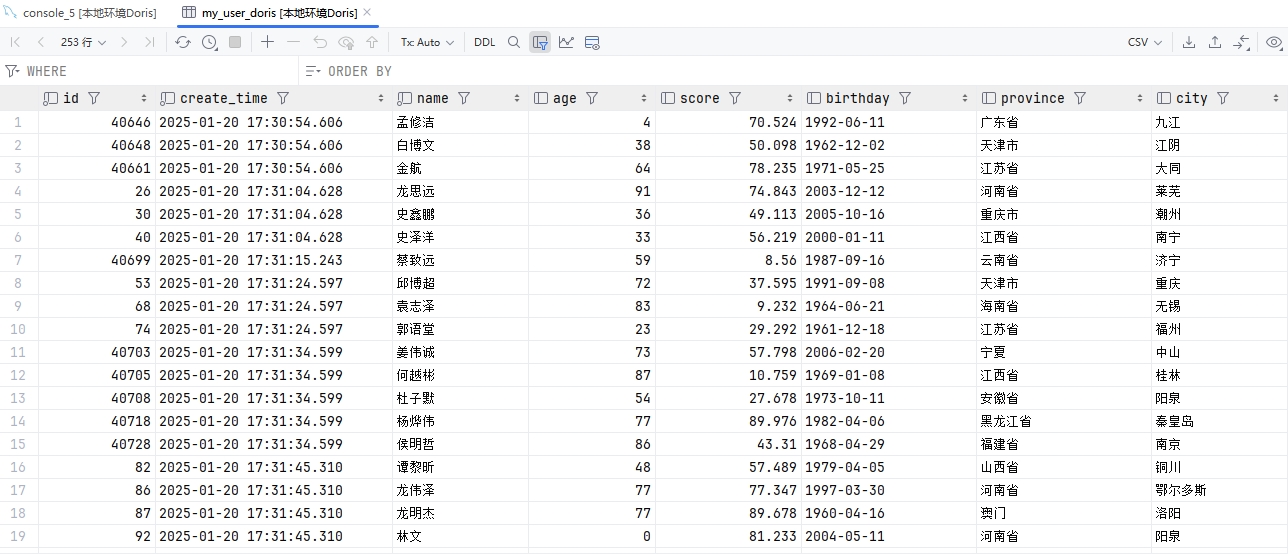 console_5 [本地环境Doris] my_user_doris [本地环境Doris]
253 行 Tx: Auto DDL CSV
WHERE ORDER BY
id create_time name age score birthday province city
1 40646 2025-01-20 17:30:54.606 孟修洁 4 70.524 1992-06-11 广东省 九江
2 40648 2025-01-20 17:30:54.606 白博文 38 50.098 1962-12-02 天津市 江阴
3 40661 2025-01-20 17:30:54.606 金航 64 78.235 1971-05-25 江苏省 大同
4 26 2025-01-20 17:31:04.628 龙思远 91 74.843 2003-12-12 河南省 莱芜
5 30 2025-01-20 17:31:04.628 史鑫鹏 36 49.113 2005-10-16 重庆市 潮州
6 40 2025-01-20 17:31:04.628 史泽洋 33 56.219 2000-01-11 江西省 南宁
7 40699 2025-01-20 17:31:15.243 蔡致远 59 8.56 1987-09-16 云南省 济宁
8 53 2025-01-20 17:31:24.597 邱博超 72 37.595 1991-09-08 天津市 重庆
9 68 2025-01-20 17:31:24.597 袁志泽 83 9.232 1964-06-21 海南省 无锡
10 74 2025-01-20 17:31:24.597 郭语堂 23 29.292 1961-12-18 江苏省 福州
11 40703 2025-01-20 17:31:34.599 姜伟诚 73 57.798 2006-02-20 宁夏 中山
12 40705 2025-01-20 17:31:34.599 何越彬 87 10.759 1969-01-08 江西省 桂林
13 40708 2025-01-20 17:31:34.599 杜子默 54 27.678 1973-10-11 安徽省 阳泉
14 40718 2025-01-20 17:31:34.599 杨烨伟 77 89.976 1982-04-06 黑龙江省 秦皇岛
15 40728 2025-01-20 17:31:34.599 侯明哲 86 43.31 1968-04-29 福建省 南京
16 82 2025-01-20 17:31:45.310 谭黎昕 48 57.489 1979-04-05 山西省 铜川
17 86 2025-01-20 17:31:45.310 龙伟泽 77 77.347 1997-03-30 河南省 鄂尔多斯
18 87 2025-01-20 17:31:45.310 龙明杰 77 89.678 1960-04-16 澳门 洛阳
19 92 2025-01-20 17:31:45.310 林文 0 81.233 2004-05-11 河南省 阳泉